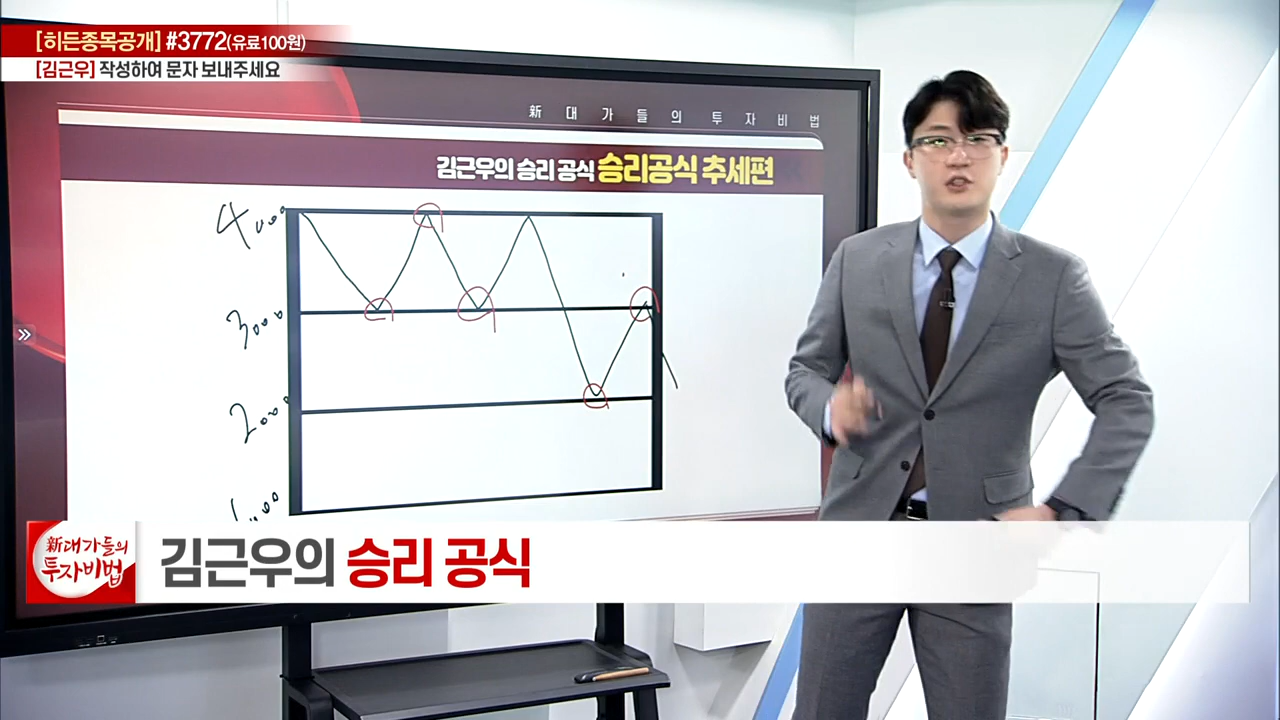 [히든종목공개] #3772(유료100원)
[김근우] 작성하여 문자 보내주세요
新 대 가 들 의 투 자 비 법
김근우의 승리 공식 승리공식 추세편
4000
3000
2000
1000
新대가들의
투자비법
김근우의 승리 공식